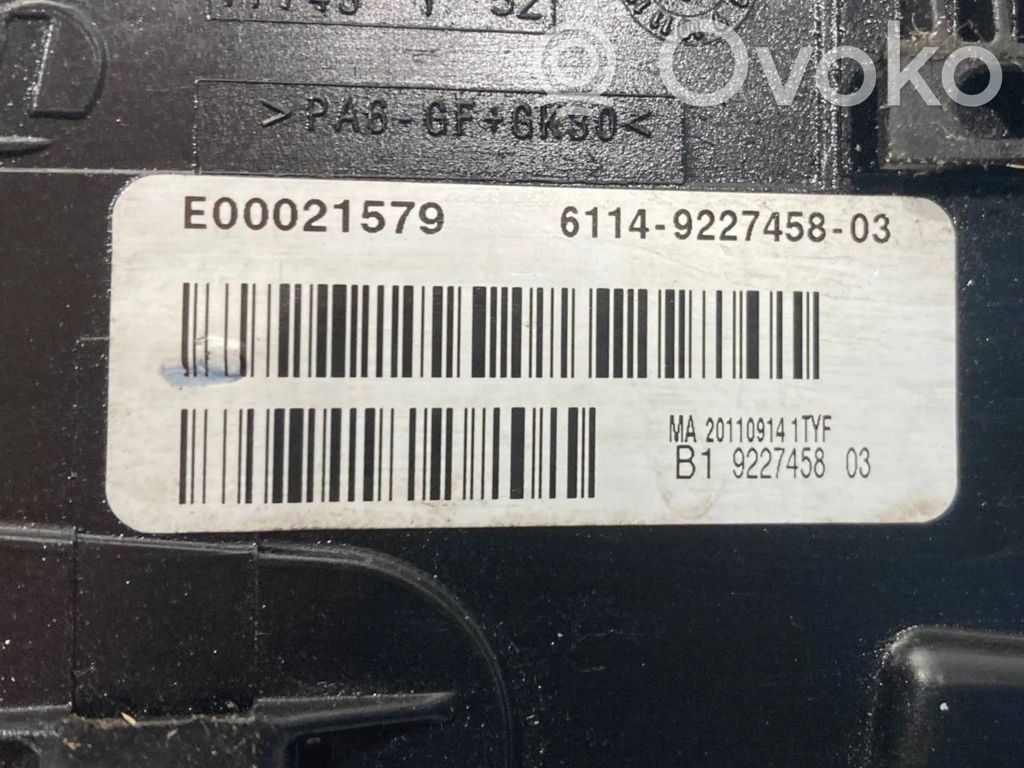 © Ovoko
>PA6-GF+GK30<
E00021579 6114-9227458-03
MA 20110914 1TYF
B1 9227458 03